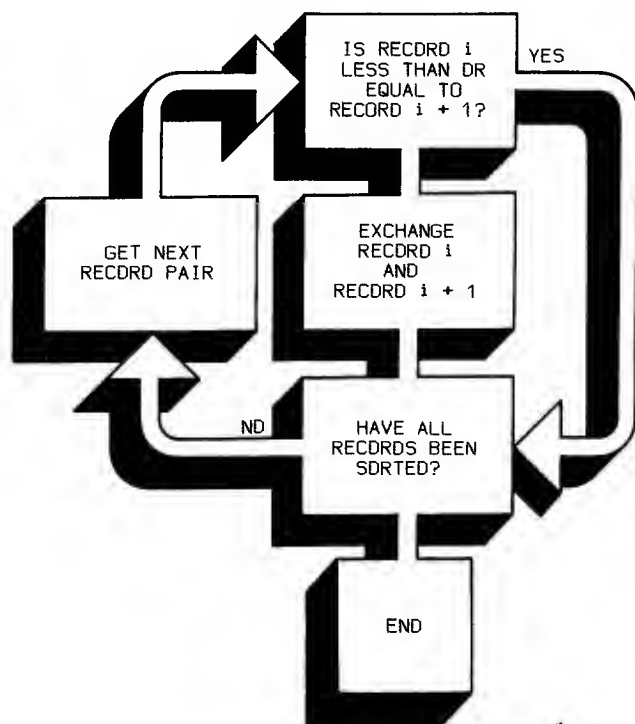 IS RECORD i
LESS THAN OR
EQUAL TO
RECORD i + 1?
YES
GET NEXT
RECORD PAIR
EXCHANGE
RECORD i
AND
RECORD i + 1
NO
HAVE ALL
RECORDS BEEN
SORTED?
END